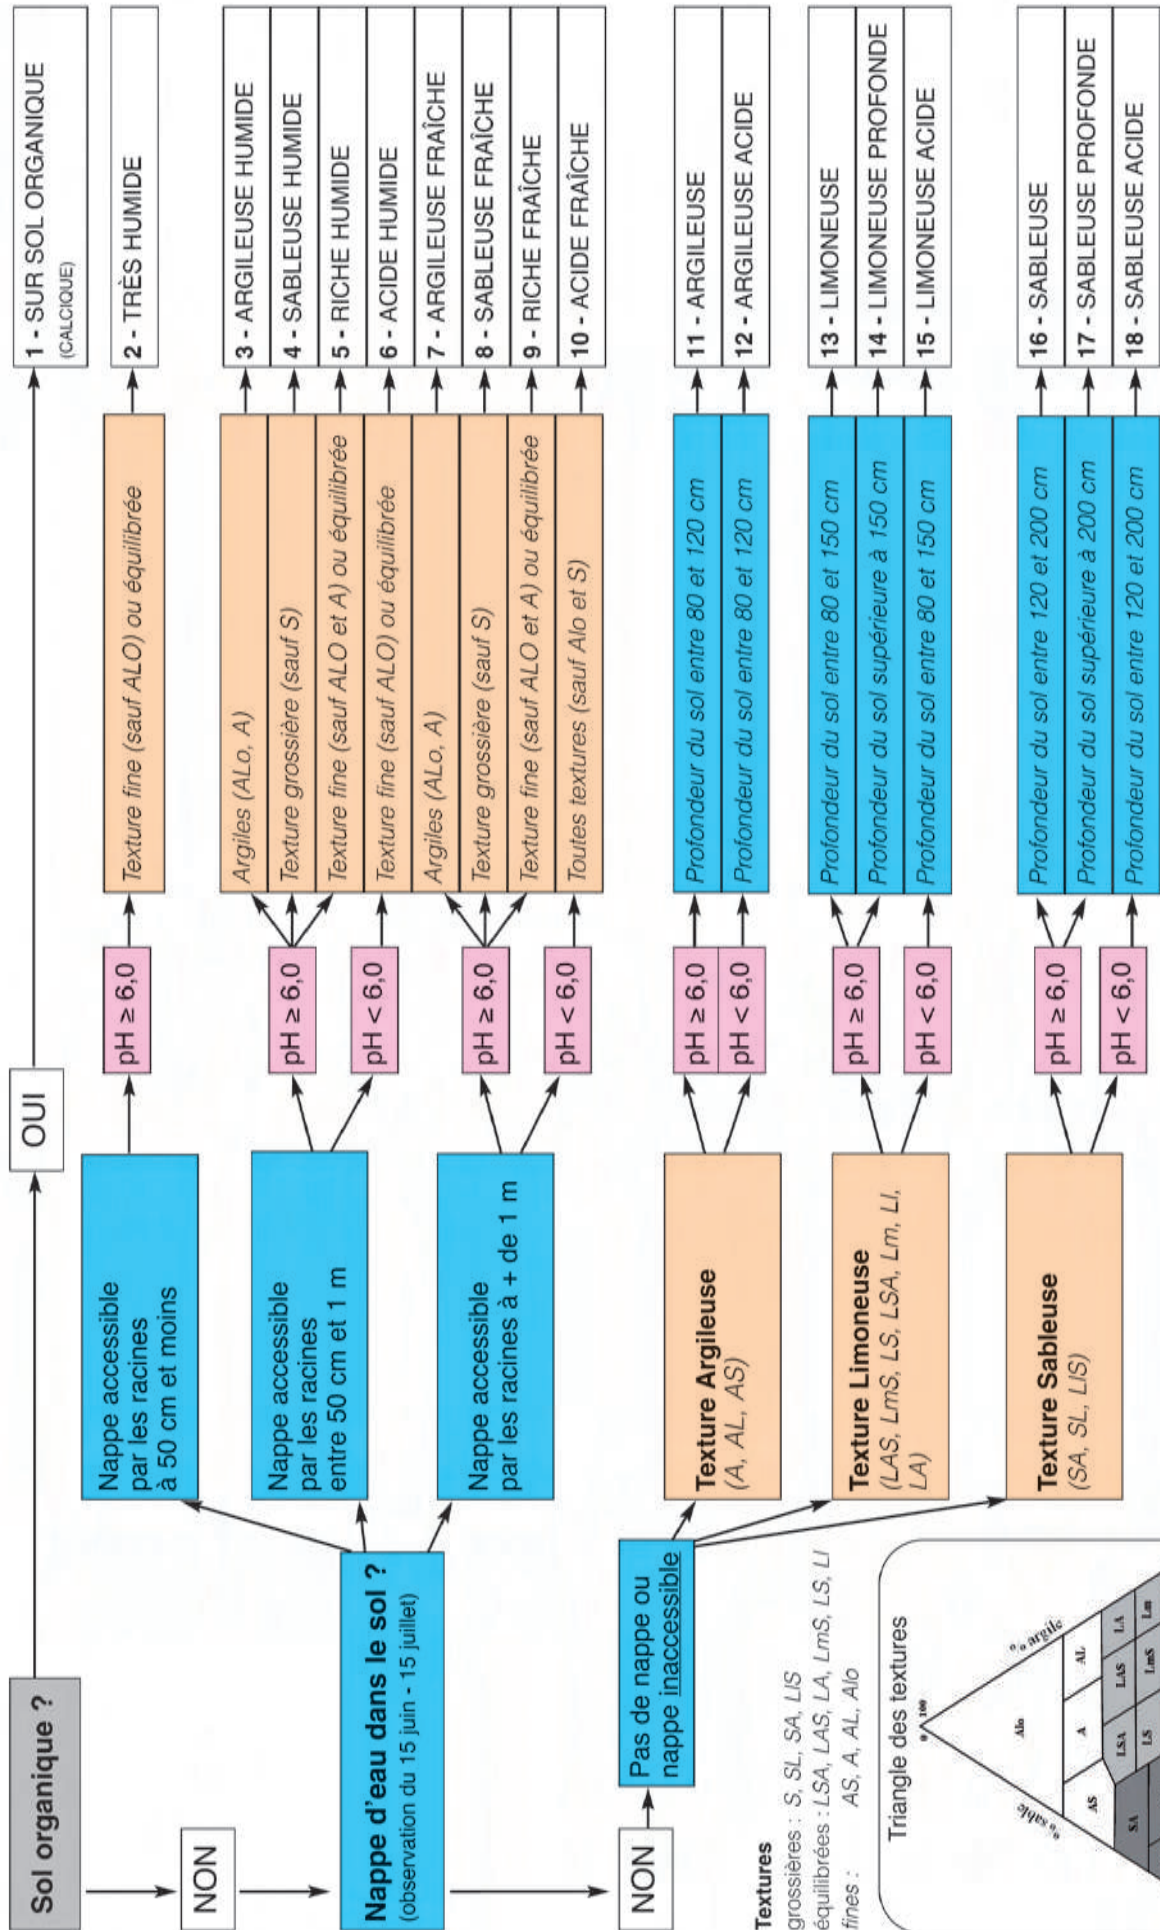 Sol organique ?
OUI
NON
1 - SUR SOL ORGANIQUE
(CALCIQUE)
Nappe d'eau dans le sol ?
(observation du 15 juin - 15 juillet)
Nappe accessible
par les racines
à 50 cm et moins
pH ≥ 6,0
Texture fine (sauf ALO) ou équilibrée
2 - TRÈS HUMIDE
Nappe accessible
par les racines
entre 50 cm et 1 m
pH ≥ 6,0
pH < 6,0
Argiles (ALo, A)
3 - ARGILEUSE HUMIDE
Texture grossière (sauf S)
4 - SABLEUSE HUMIDE
Texture fine (sauf ALO et A) ou équilibrée
5 - RICHE HUMIDE
Texture fine (sauf ALO) ou équilibrée
6 - ACIDE HUMIDE
Nappe accessible
par les racines à + de 1 m
pH ≥ 6,0
pH < 6,0
Argiles (ALo, A)
7 - ARGILEUSE FRAÎCHE
Texture grossière (sauf S)
8 - SABLEUSE FRAÎCHE
Texture fine (sauf ALO et A) ou équilibrée
9 - RICHE FRAÎCHE
Toutes textures (sauf Alo et S)
10 - ACIDE FRAÎCHE
NON
Pas de nappe ou
nappe inaccessible
Texture Argileuse
(A, AL, AS)
pH ≥ 6,0
pH < 6,0
Profondeur du sol entre 80 et 120 cm
11 - ARGILEUSE
Profondeur du sol entre 80 et 120 cm
12 - ARGILEUSE ACIDE
Texture Limoneuse
(LAS, LmS, LS, LSA, Lm, LI,
LA)
pH ≥ 6,0
pH < 6,0
Profondeur du sol entre 80 et 150 cm
13 - LIMONEUSE
Profondeur du sol supérieure à 150 cm
14 - LIMONEUSE PROFONDE
Profondeur du sol entre 80 et 150 cm
15 - LIMONEUSE ACIDE
Texture Sableuse
(SA, SL, LIS)
pH ≥ 6,0
pH < 6,0
Profondeur du sol entre 120 et 200 cm
16 - SABLEUSE
Profondeur du sol supérieure à 200 cm
17 - SABLEUSE PROFONDE
Profondeur du sol entre 120 et 200 cm
18 - SABLEUSE ACIDE
Textures
grossières : S, SL, SA, LIS
équilibrées : LSA, LAS, LA, LmS, LS, LI
fines : AS, A, AL, Alo
Triangle des textures
0 100
% sable
% argile
Alo
AS A AL
SA LSA LAS LA
LS LmS Lm